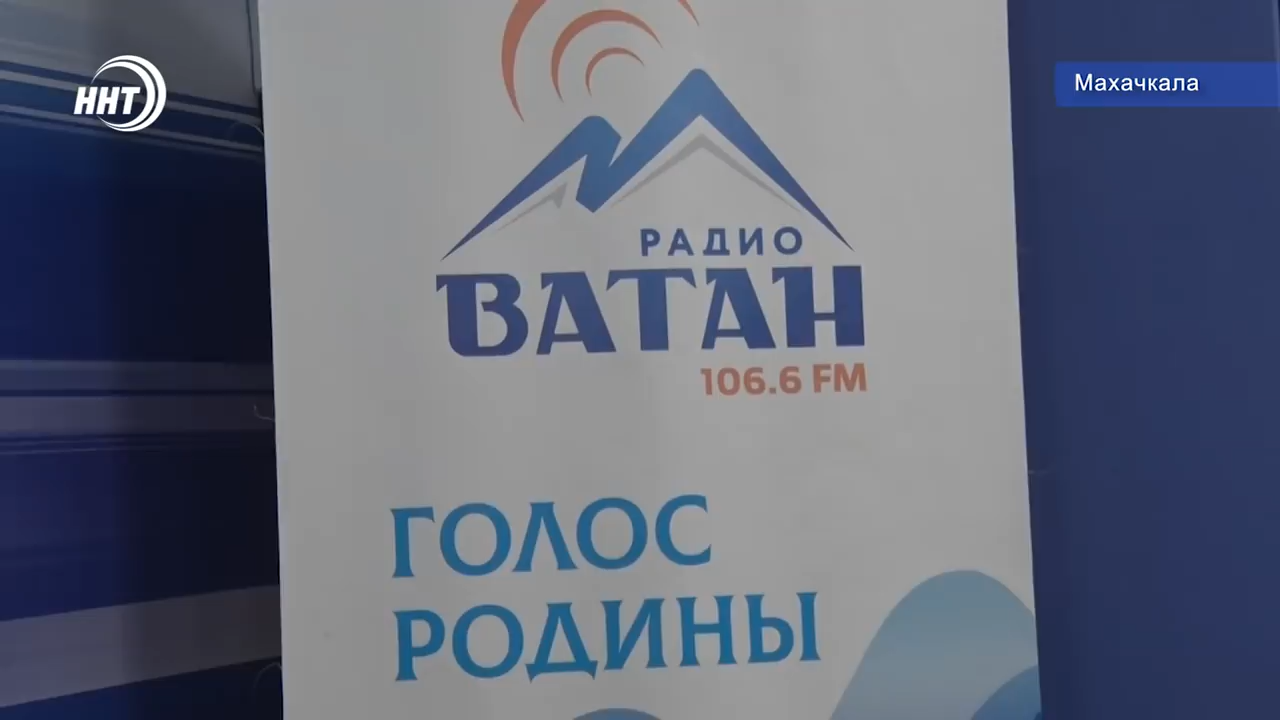 ННТ
Махачкала
РАДИО
ВАТАН
106.6 FM
ГОЛОС
РОДИНЫ